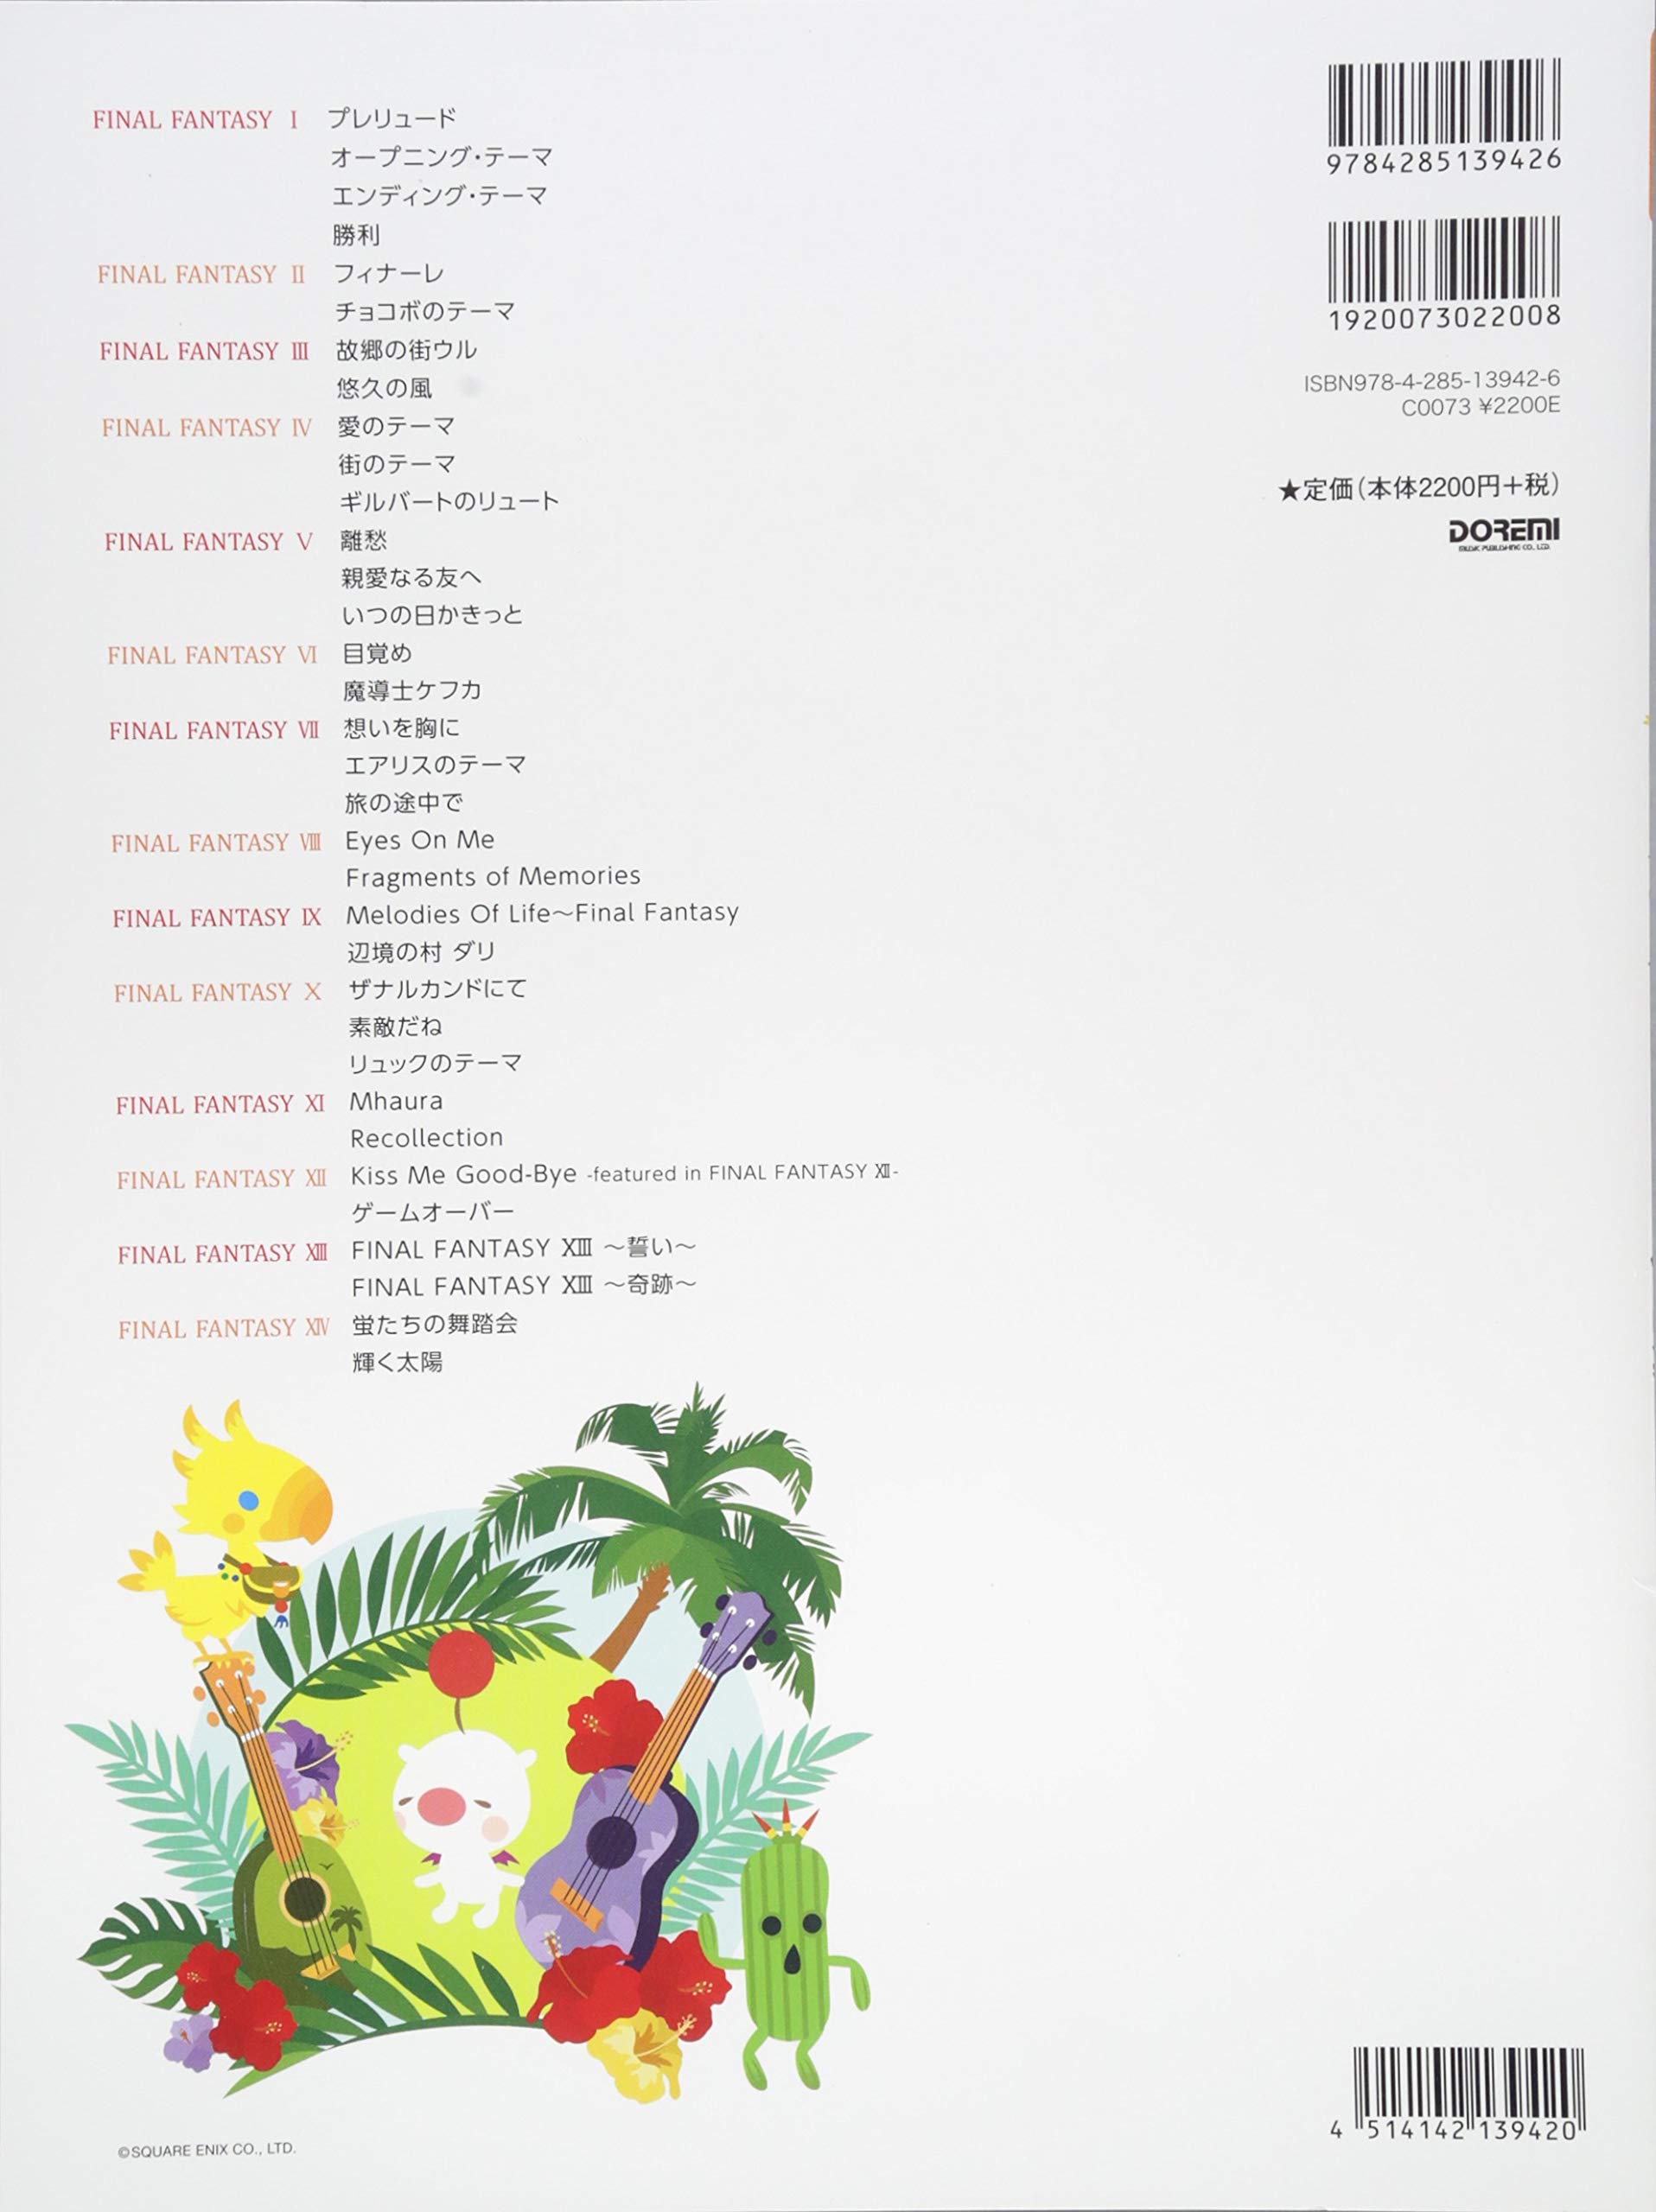 FINAL FANTASY Ⅰ プレリュード
オープニング・テーマ
エンディング・テーマ
勝利
FINAL FANTASY Ⅱ フィナーレ
チョコボのテーマ
FINAL FANTASY Ⅲ 故郷の街ウル
悠久の風
FINAL FANTASY Ⅳ 愛のテーマ
街のテーマ
ギルバートのリュート
FINAL FANTASY Ⅴ 離愁
親愛なる友へ
いつの日かきっと
FINAL FANTASY Ⅵ 目覚め
魔導士ケフカ
FINAL FANTASY Ⅶ 想いを胸に
エアリスのテーマ
旅の途中で
FINAL FANTASY Ⅷ Eyes On Me
Fragments of Memories
FINAL FANTASY Ⅸ Melodies Of Life～Final Fantasy
辺境の村 ダリ
FINAL FANTASY Ⅹ ザナルカンドにて
素敵だね
リュックのテーマ
FINAL FANTASY Ⅺ Mhaura
Recollection
FINAL FANTASY Ⅻ Kiss Me Good-Bye -featured in FINAL FANTASY Ⅻ-
ゲームオーバー
FINAL FANTASY XIII FINAL FANTASY XIII ～誓い～
FINAL FANTASY XIII ～奇跡～
FINAL FANTASY XIV 蛍たちの舞踏会
輝く太陽
9784285139426
1920073022008
ISBN978-4-285-13942-6
C0073 ¥2200E
★定価(本体2200円+税)
DOREMI
MUSIC PUBLISHING CO., LTD.
©SQUARE ENIX CO., LTD.
4 514142 139420